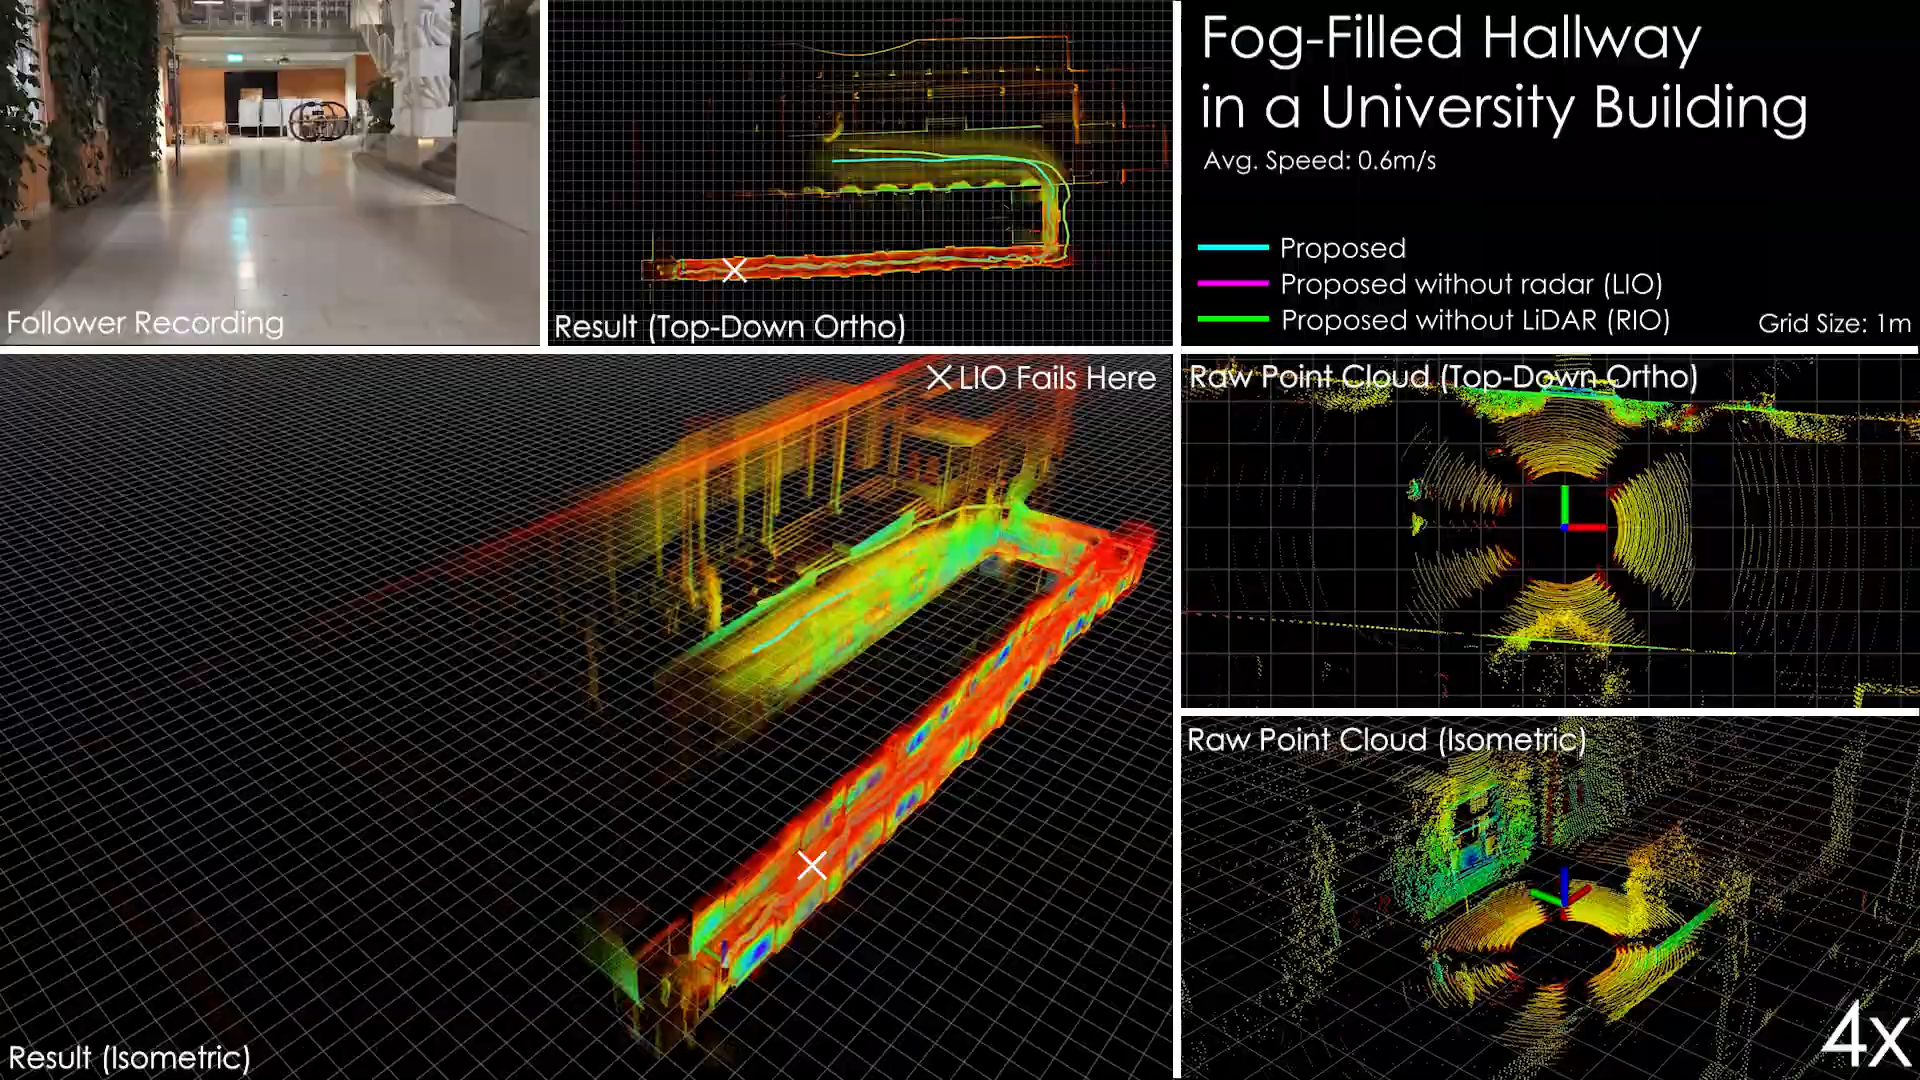 Follower Recording
Result (Top-Down Ortho)
Fog-Filled Hallway
in a University Building
Avg. Speed: 0.6m/s
Proposed
Proposed without radar (LIO)
Proposed without LiDAR (RIO)
Grid Size: 1m
LIO Fails Here
Result (Isometric)
Raw Point Cloud (Top-Down Ortho)
Raw Point Cloud (Isometric)
4x